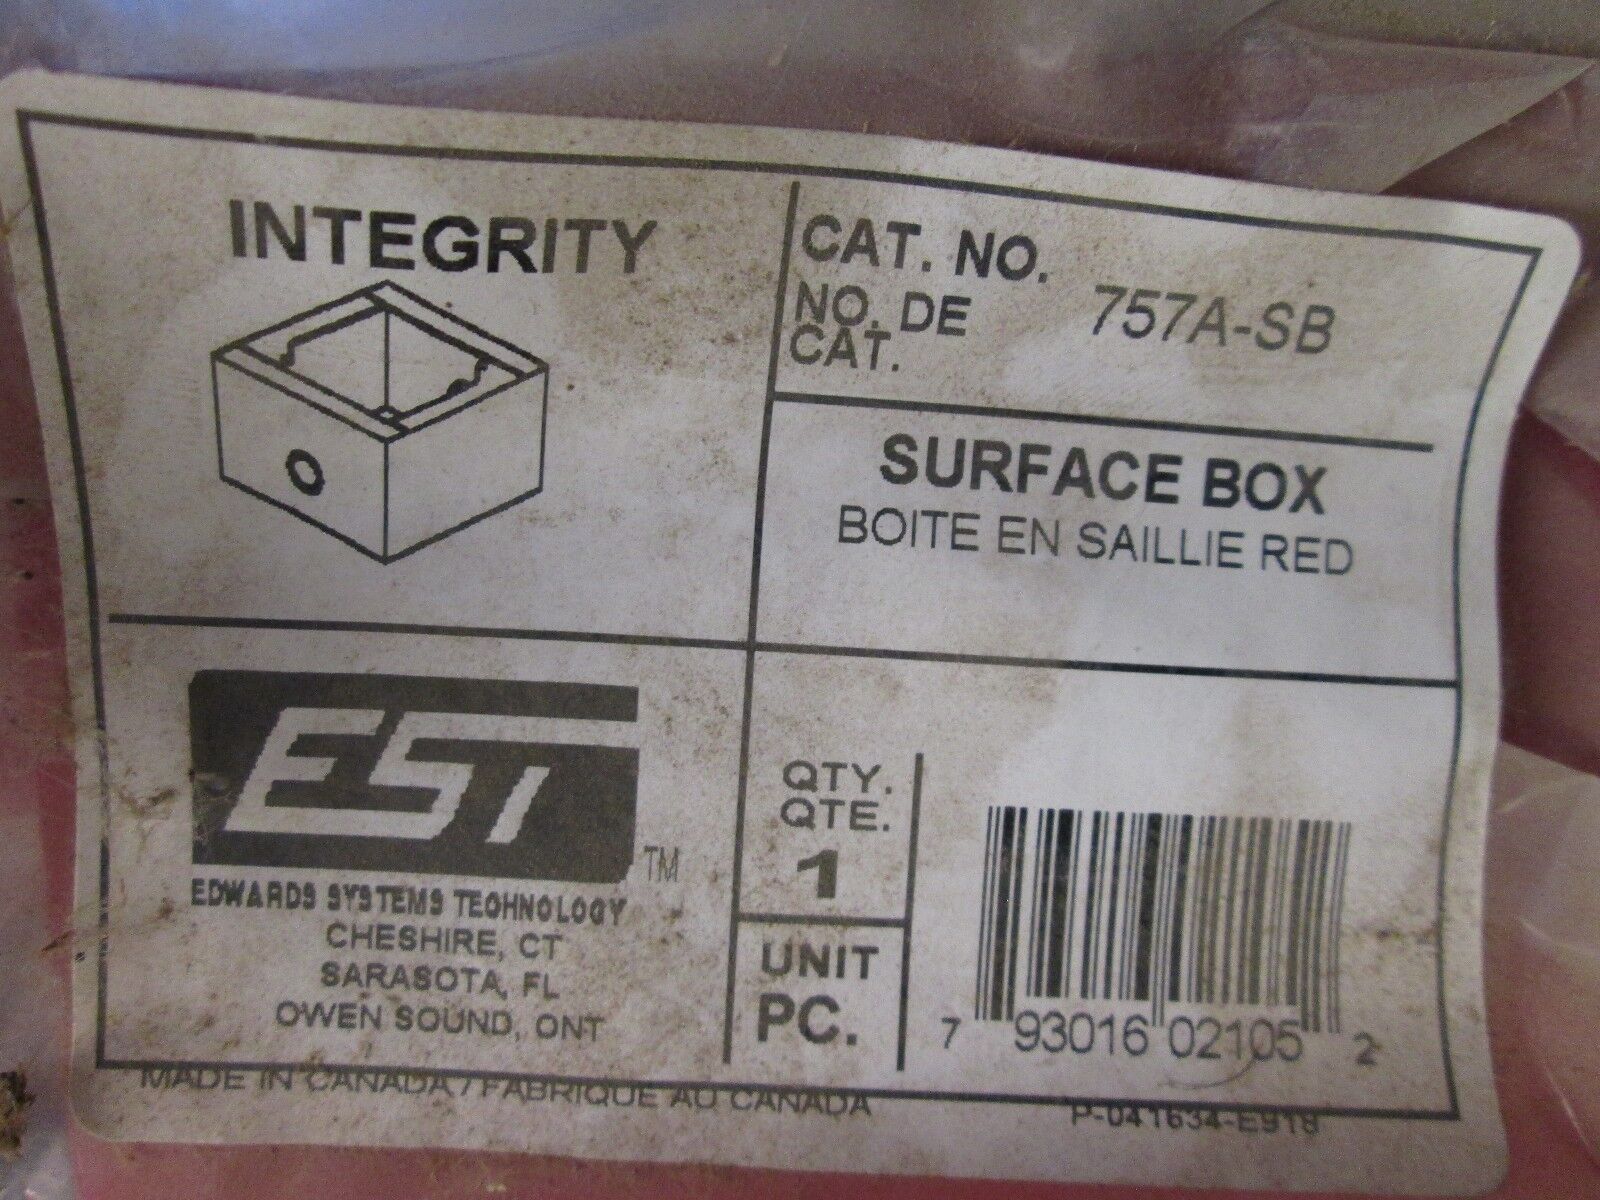 INTEGRITY
CAT. NO.
NO. DE
CAT.
757A-SB
SURFACE BOX
BOITE EN SAILLIE RED
EST
TM
EDWARDS SYSTEMS TECHNOLOGY
CHESHIRE, CT
SARASOTA, FL
OWEN SOUND, ONT
QTY.
QTE.
1
UNIT
PC.
7 93016 02105 2
MADE IN CANADA / FABRIQUE AU CANADA
P-041634-E918